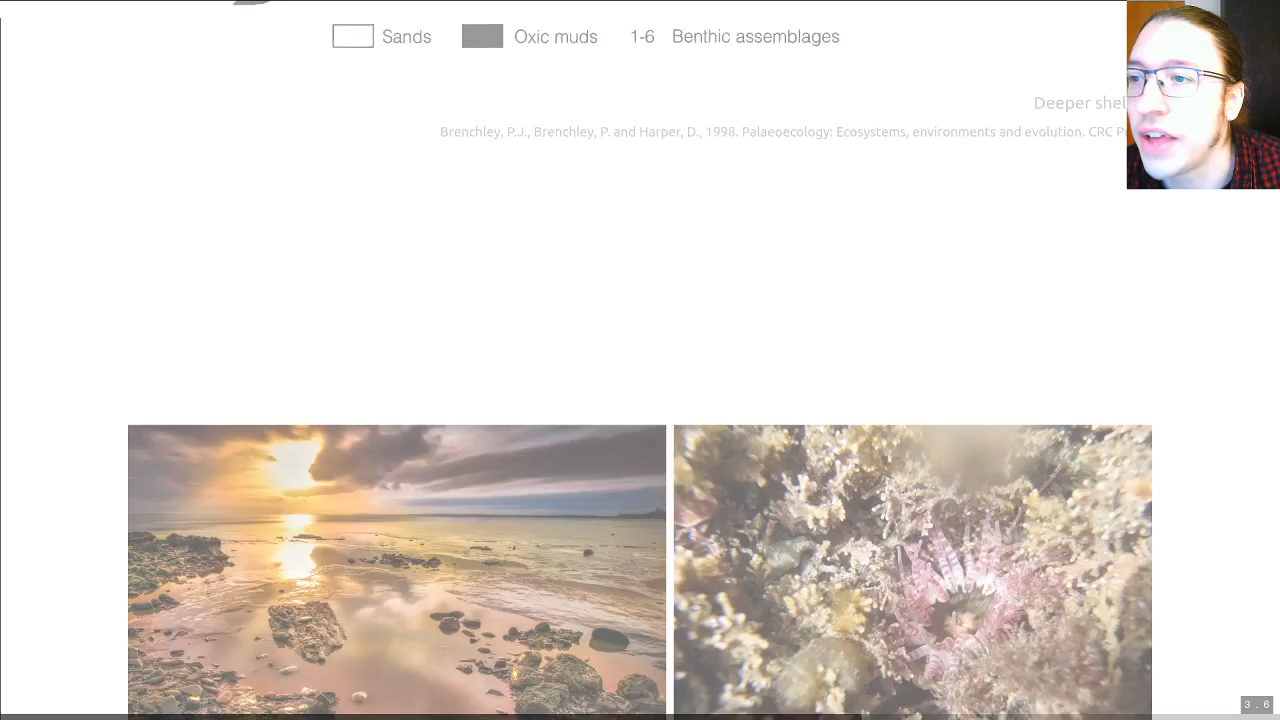 Sands Oxic muds 1-6 Benthic assemblages
Deeper
Brenchley, P.J., Brenchley, P. and Harper, D., 1998. Palaeoecology: Ecosystems, environments and evolution. CRC
3 . 6